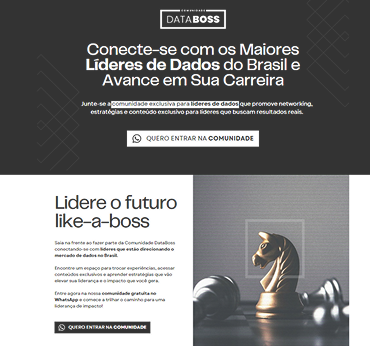 COMUNIDADE
DATABOSS
Conecte-se com os Maiores
Líderes de Dados do Brasil e
Avance em Sua Carreira
Junte-se a comunidade exclusiva para líderes de dados que promove networking,
estratégias e conteúdo exclusivo para líderes que buscam resultados reais.
QUERO ENTRAR NA COMUNIDADE
Lidere o futuro
like-a-boss
Saia na frente ao fazer parte da Comunidade DataBoss
conectando-se com líderes que estão direcionando o
mercado de dados no Brasil.
Encontre um espaço para trocar experiências, acessar
conteúdos exclusivos e aprender estratégias que vão
elevar sua liderança e o impacto que você gera.
Entre agora na nossa comunidade gratuita no
WhatsApp e comece a trilhar o caminho para uma
liderança de impacto!
QUERO ENTRAR NA COMUNIDADE